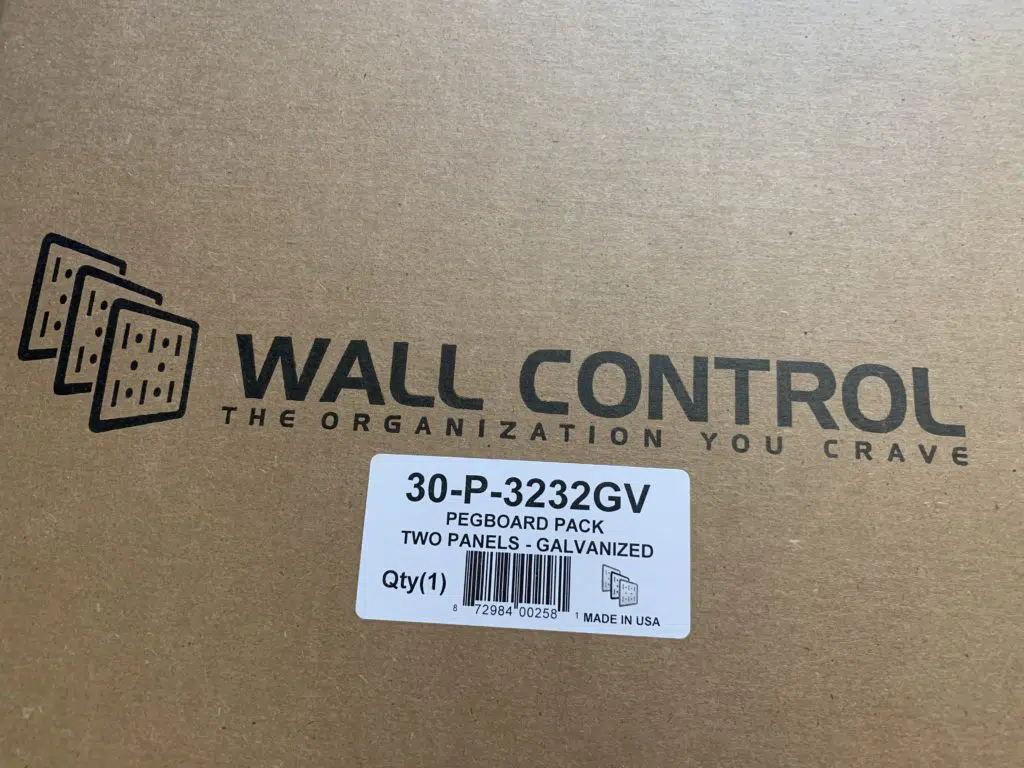 WALL CONTROL
THE ORGANIZATION YOU CRAVE
30-P-3232GV
PEGBOARD PACK
TWO PANELS - GALVANIZED
Qty(1)
8 72984 00258 1
MADE IN USA